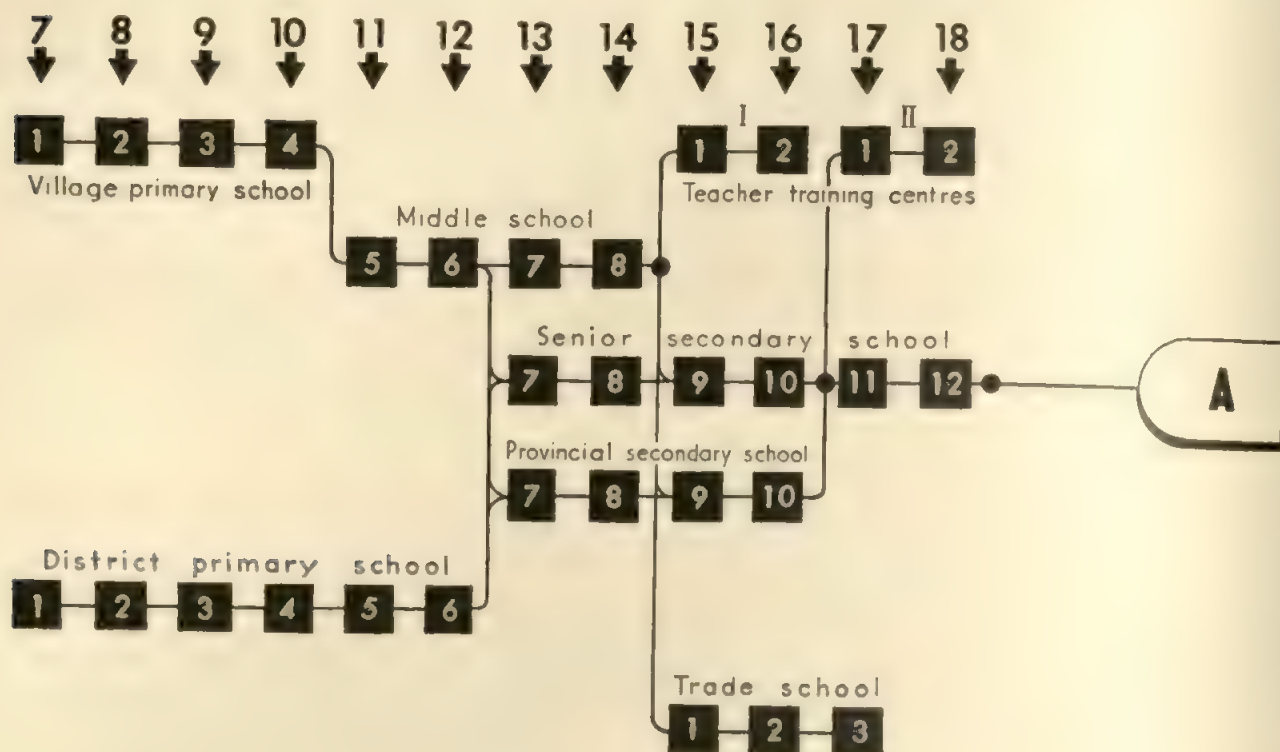 7 8 9 10 11 12 13 14 15 16 17 18
I II
1 2 3 4 1 2 1 2
Village primary school Teacher training centres
Middle school
5 6 7 8
Senior secondary school
7 8 9 10 11 12 A
Provincial secondary school
7 8 9 10
District primary school
1 2 3 4 5 6
Trade school
1 2 3